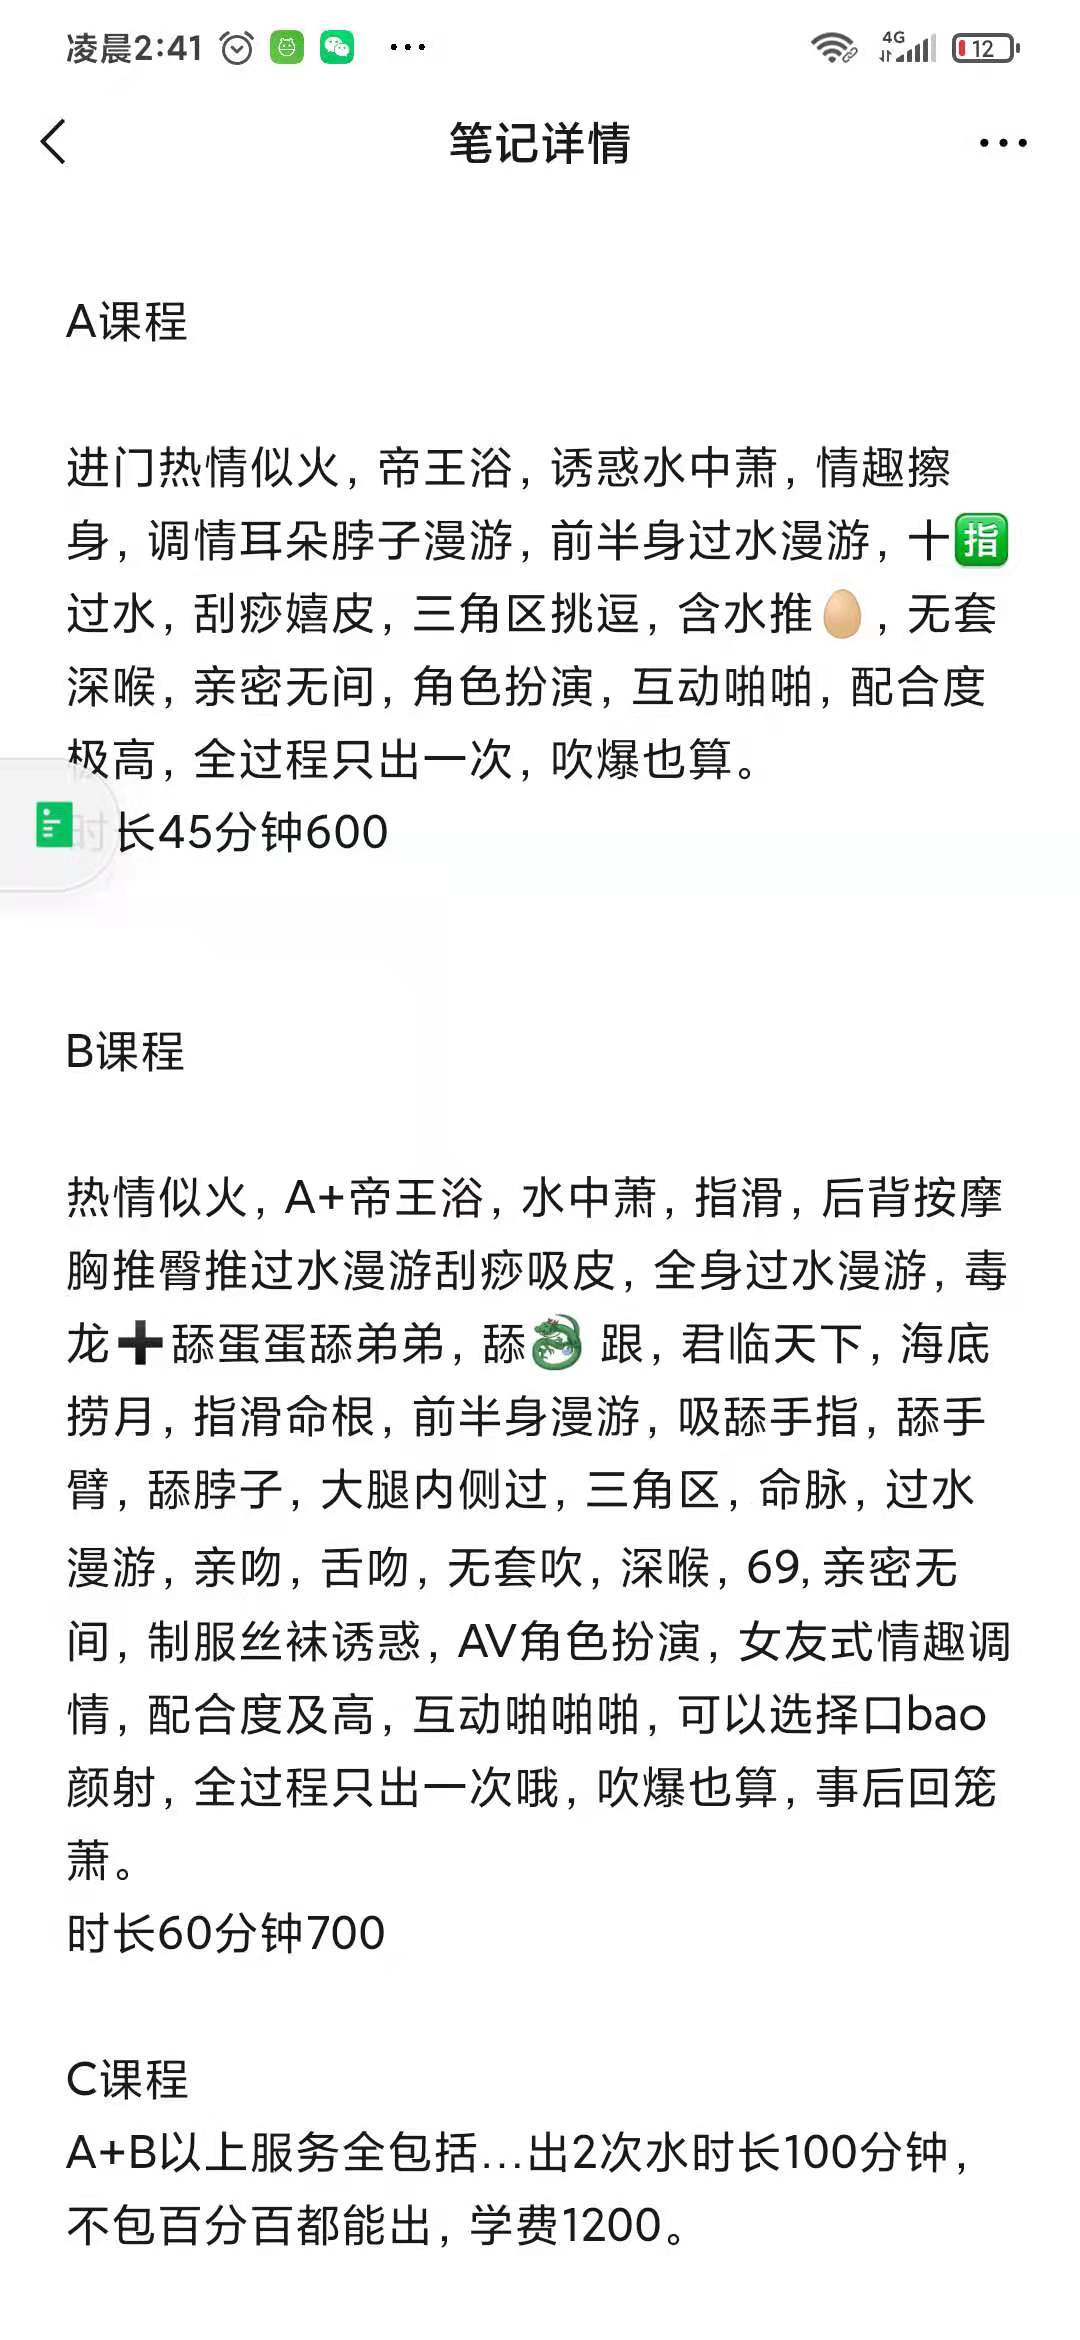 凌晨2:41
4G
12
笔记详情
A课程
进门热情似火，帝王浴，诱惑水中萧，情趣擦
身，调情耳朵脖子漫游，前半身过水漫游，十指
过水，刮痧嬉皮，三角区挑逗，含水推🥚，无套
深喉，亲密无间，角色扮演，互动啪啪，配合度
极高，全过程只出一次，吹爆也算。
时长45分钟600
B课程
热情似火，A+帝王浴，水中萧，指滑，后背按摩
胸推臀推过水漫游刮痧吸皮，全身过水漫游，毒
龙➕舔蛋蛋舔弟弟，舔🐉 跟，君临天下，海底
捞月，指滑命根，前半身漫游，吸舔手指，舔手
臂，舔脖子，大腿内侧过，三角区，命脉，过水
漫游，亲吻，舌吻，无套吹，深喉，69, 亲密无
间，制服丝袜诱惑，AV角色扮演，女友式情趣调
情，配合度及高，互动啪啪啪，可以选择口bao
颜射，全过程只出一次哦，吹爆也算，事后回笼
萧。
时长60分钟700
C课程
A+B以上服务全包括...出2次水时长100分钟，
不包百分百都能出，学费1200。